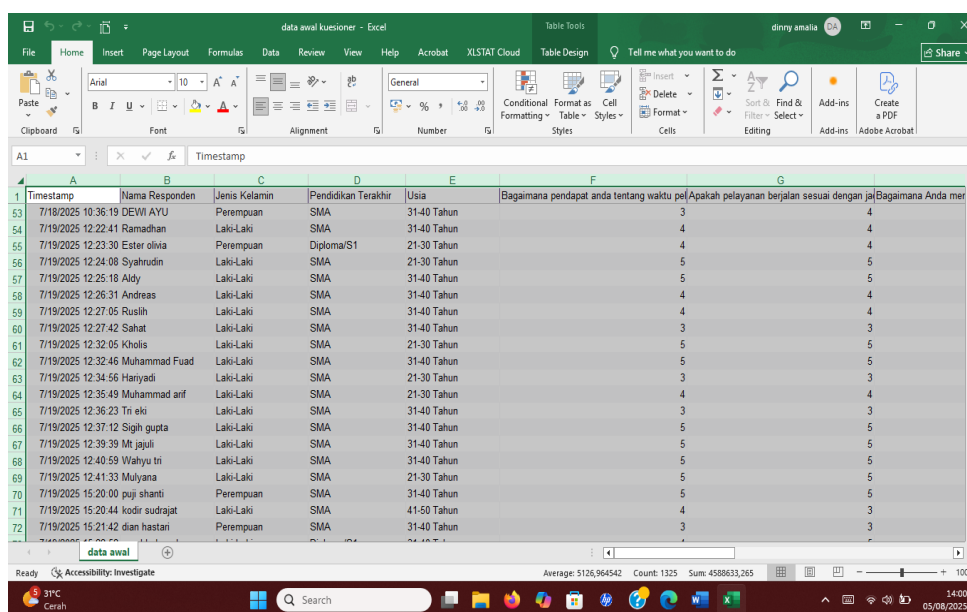 data awal kuesioner - Excel
Table Tools
dinny amalia DA
File Home Insert Page Layout Formulas Data Review View Help Acrobat XLSTAT Cloud Table Design Tell me what you want to do Share
Paste
Arial 10
B I U
General
Conditional Formatting
Format as Table
Cell Styles
Insert
Delete
Format
Sort & Filter
Find & Select
Add-ins
Create a PDF
Clipboard Font Alignment Number Styles Cells Editing Add-ins Adobe Acrobat
A1 fx Timestamp
A B C D E F G
1 Timestamp Nama Responden Jenis Kelamin Pendidikan Terakhir Usia Bagaimana pendapat anda tentang waktu pel Apakah pelayanan berjalan sesuai dengan ja Bagaimana Anda mer
53 7/18/2025 10:36:19 DEWI AYU Perempuan SMA 31-40 Tahun 3 4
54 7/19/2025 12:22:41 Ramadhan Laki-Laki SMA 31-40 Tahun 4 4
55 7/19/2025 12:23:30 Ester olivia Perempuan Diploma/S1 21-30 Tahun 4 4
56 7/19/2025 12:24:08 Syahrudin Laki-Laki SMA 21-30 Tahun 5 5
57 7/19/2025 12:25:18 Aldy Laki-Laki SMA 31-40 Tahun 5 5
58 7/19/2025 12:26:31 Andreas Laki-Laki SMA 31-40 Tahun 4 4
59 7/19/2025 12:27:05 Ruslih Laki-Laki SMA 31-40 Tahun 4 4
60 7/19/2025 12:27:42 Sahat Laki-Laki SMA 31-40 Tahun 3 3
61 7/19/2025 12:32:05 Kholis Laki-Laki SMA 21-30 Tahun 5 5
62 7/19/2025 12:32:46 Muhammad Fuad Laki-Laki SMA 31-40 Tahun 5 5
63 7/19/2025 12:34:56 Hariyadi Laki-Laki SMA 21-30 Tahun 3 3
64 7/19/2025 12:35:49 Muhammad arif Laki-Laki SMA 21-30 Tahun 4 4
65 7/19/2025 12:36:23 Tri eki Laki-Laki SMA 31-40 Tahun 3 3
66 7/19/2025 12:37:12 Sigih gupta Laki-Laki SMA 31-40 Tahun 5 5
67 7/19/2025 12:39:39 Mt jajuli Laki-Laki SMA 31-40 Tahun 5 5
68 7/19/2025 12:40:59 Wahyu tri Laki-Laki SMA 31-40 Tahun 5 5
69 7/19/2025 12:41:33 Mulyana Laki-Laki SMA 21-30 Tahun 5 5
70 7/19/2025 15:20:00 puji shanti Perempuan SMA 31-40 Tahun 5 5
71 7/19/2025 15:20:44 kodir sudrajat Laki-Laki SMA 41-50 Tahun 4 3
72 7/19/2025 15:21:42 dian hastari Perempuan SMA 31-40 Tahun 3 3
data awal
Ready Accessibility: Investigate Average: 5126,964542 Count: 1325 Sum: 4588633,265 100
5 31°C
Cerah
Search
14:00
05/08/2025